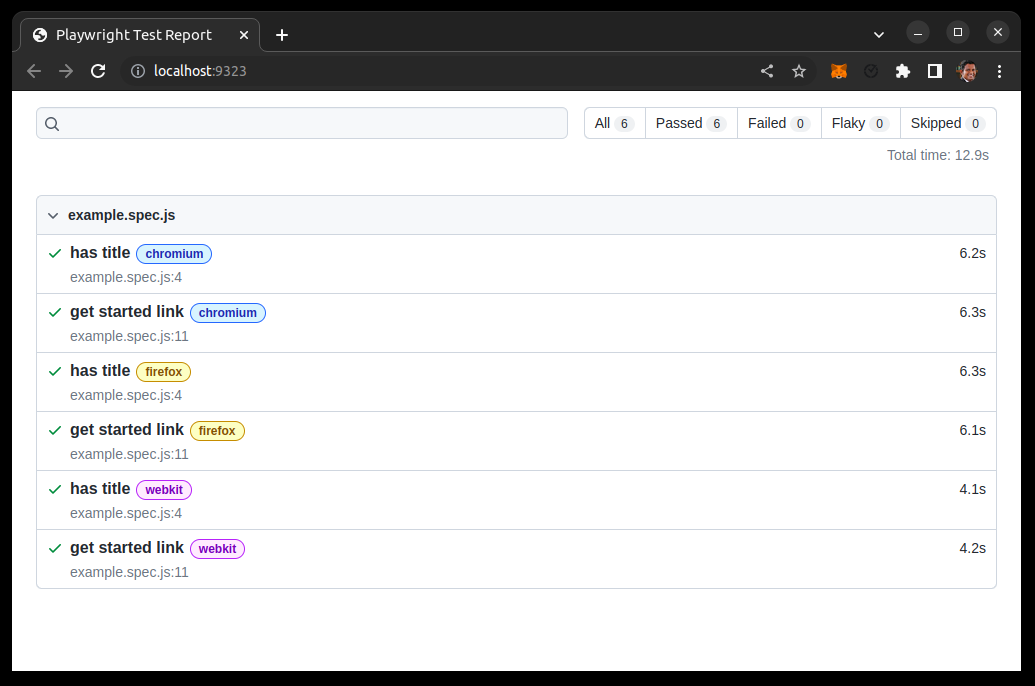 Playwright Test Report
localhost:9323
All 6 Passed 6 Failed 0 Flaky 0 Skipped 0
Total time: 12.9s
example.spec.js
has title chromium 6.2s
example.spec.js:4
get started link chromium 6.3s
example.spec.js:11
has title firefox 6.3s
example.spec.js:4
get started link firefox 6.1s
example.spec.js:11
has title webkit 4.1s
example.spec.js:4
get started link webkit 4.2s
example.spec.js:11